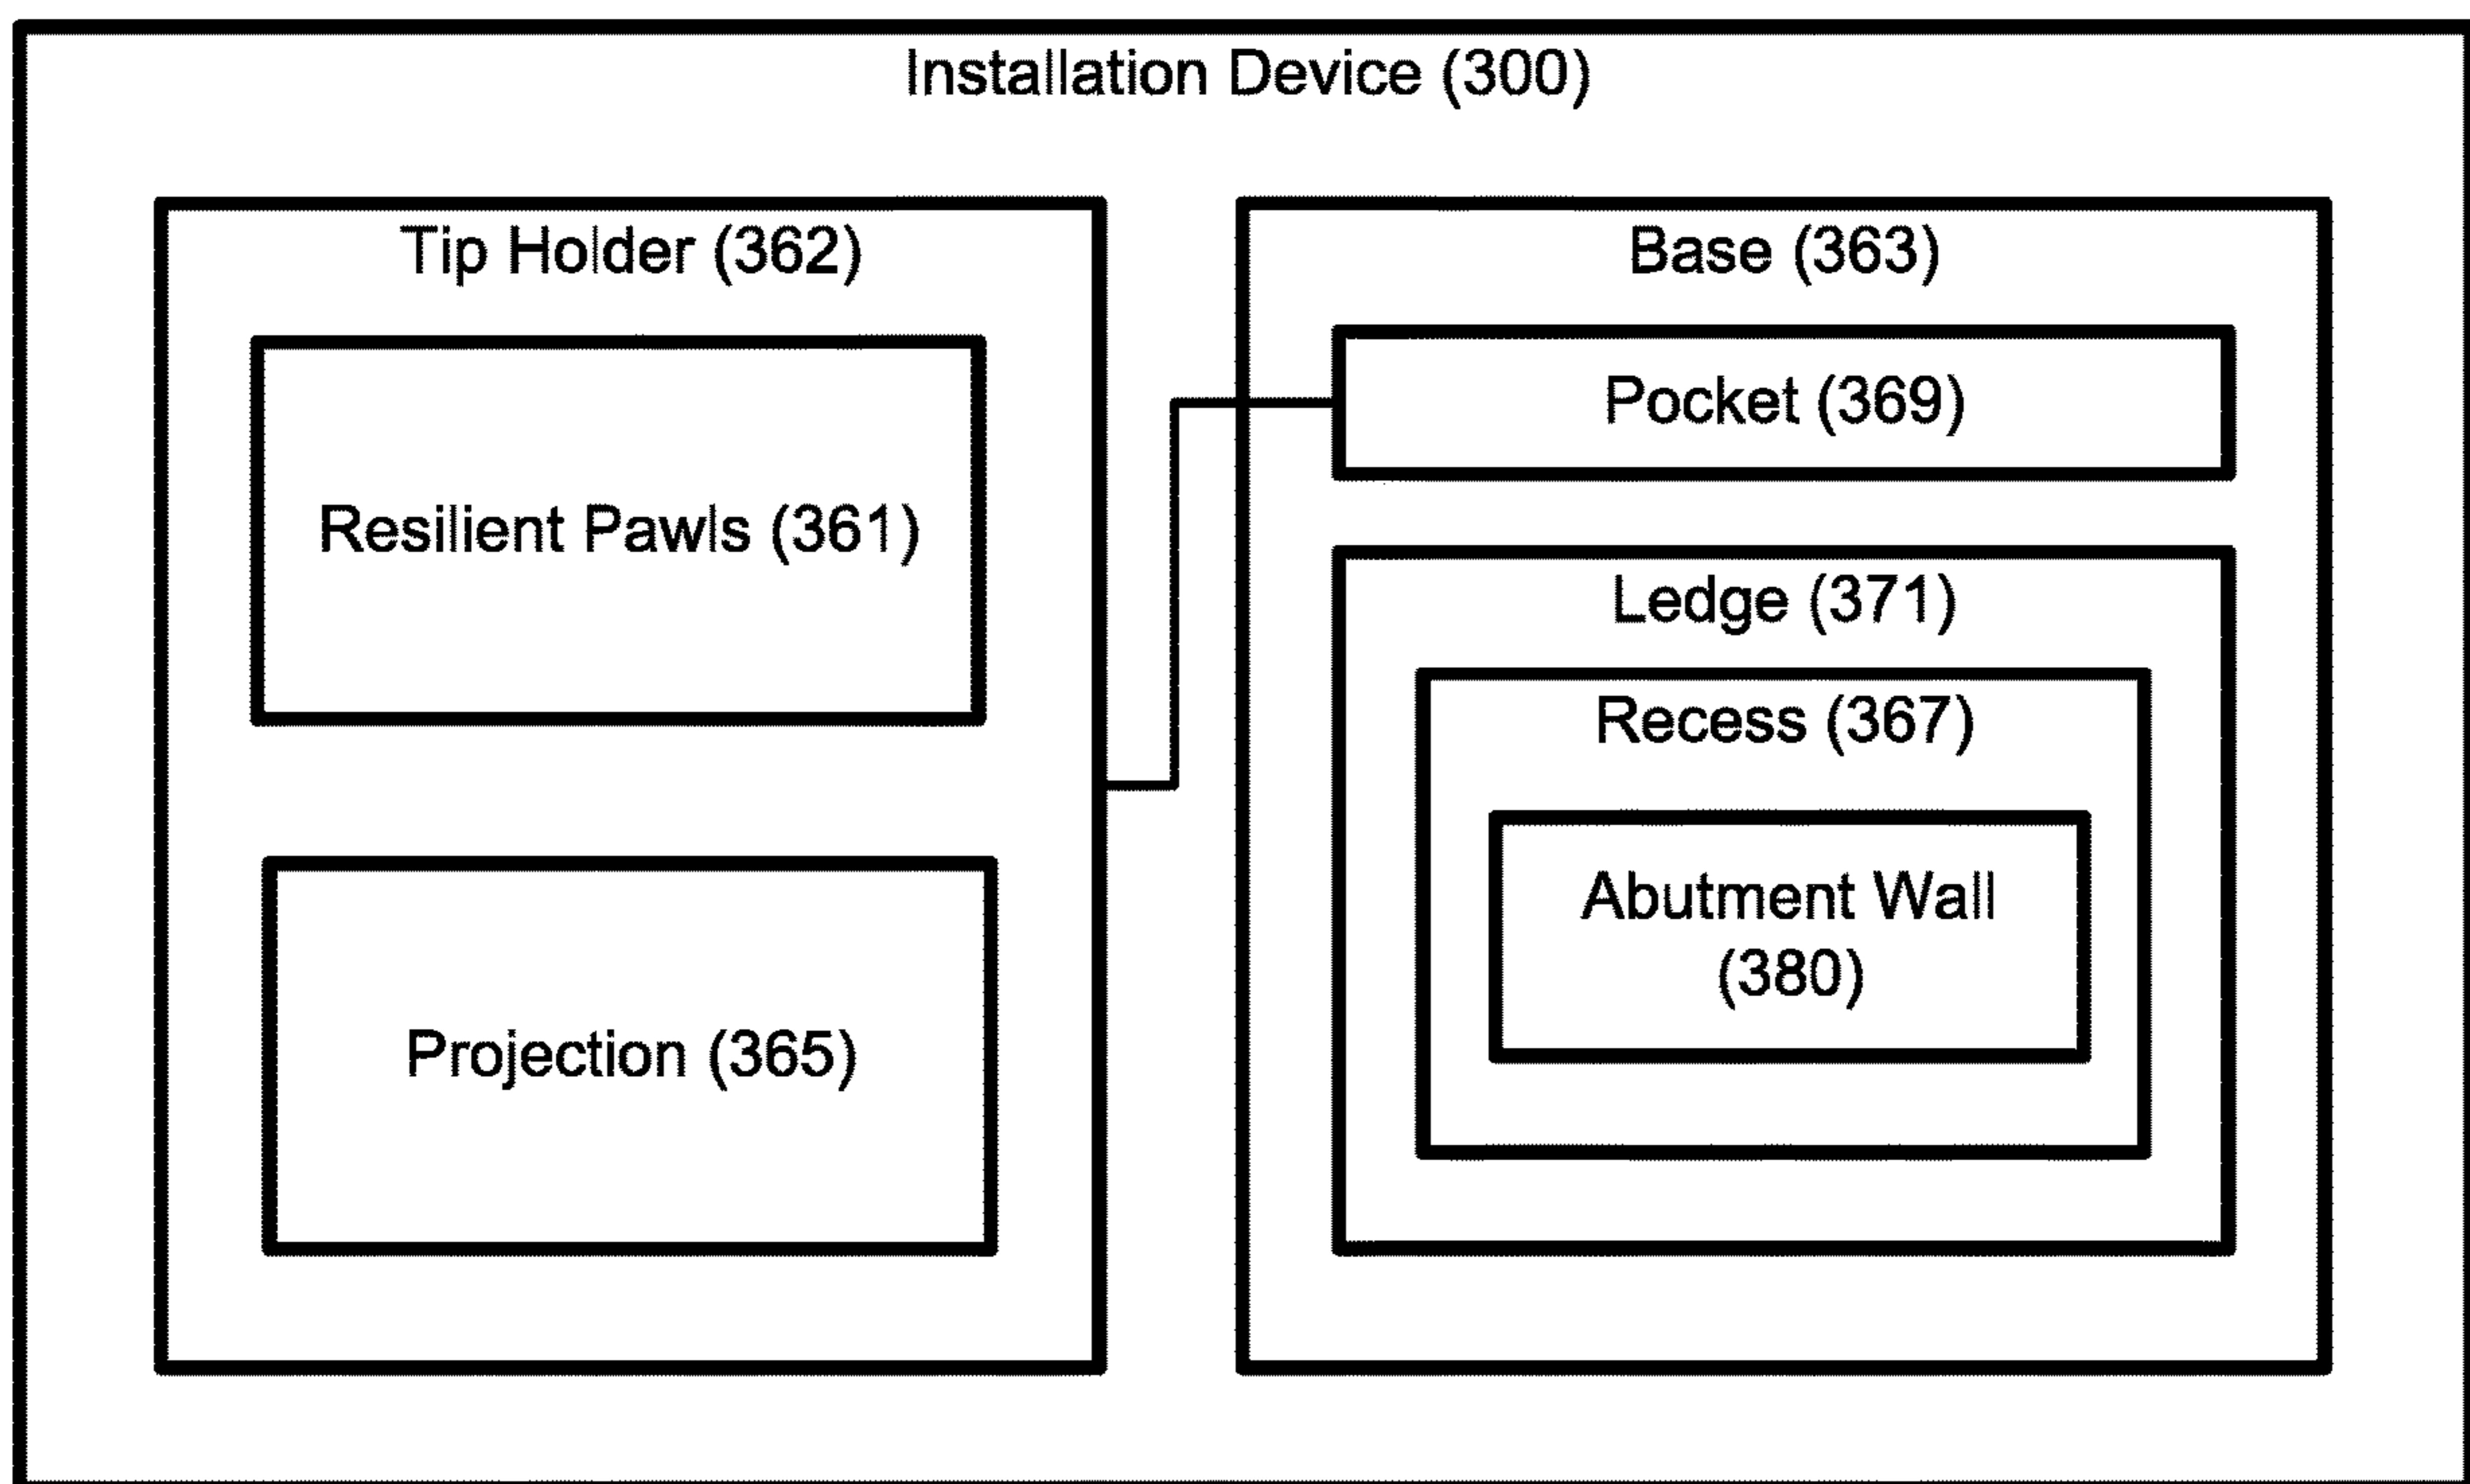 Installation Device (300)
Tip Holder (362)
Resilient Pawls (361)
Projection (365)
Base (363)
Pocket (369)
Ledge (371)
Recess (367)
Abutment Wall
(380)